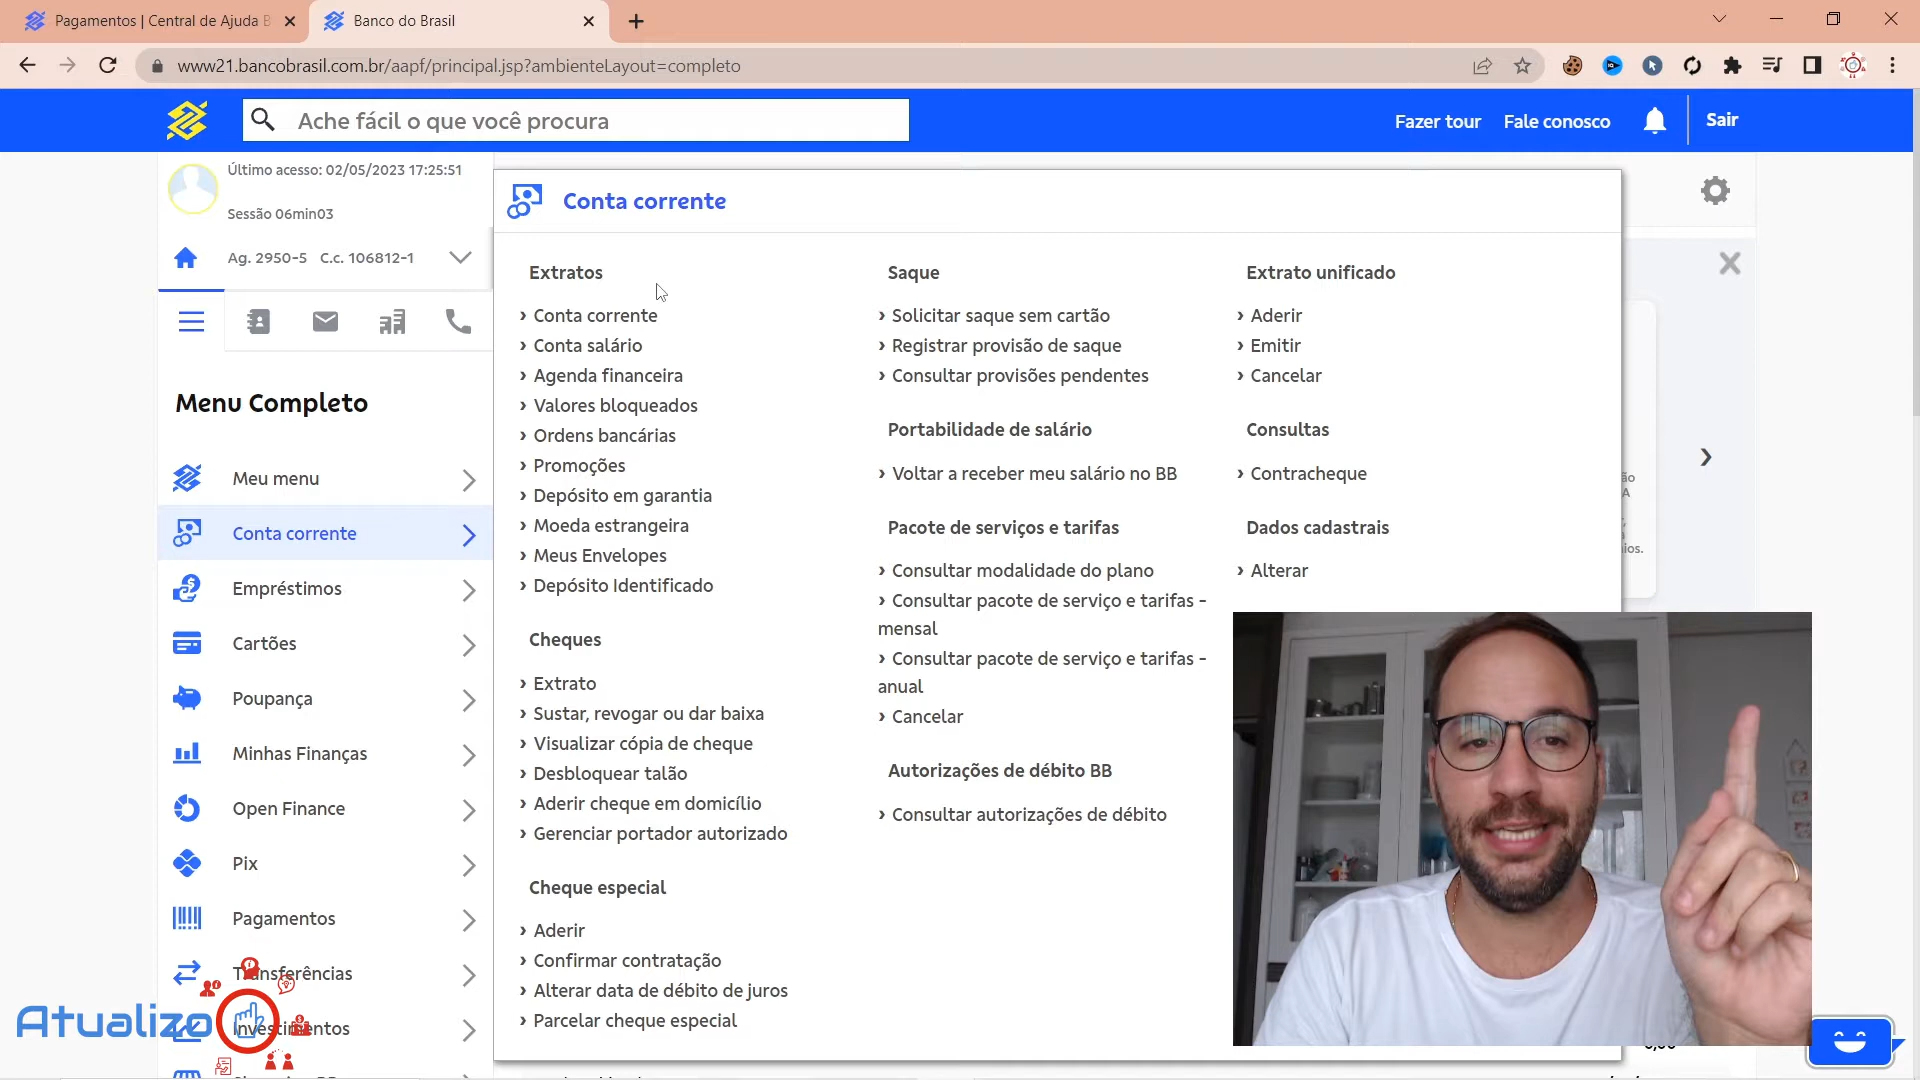 Pagamentos | Central de Ajuda B
Banco do Brasil
www21.bancobrasil.com.br/aapf/principal.jsp?ambienteLayout=completo
Ache fácil o que você procura
Fazer tour
Fale conosco
Sair
Último acesso: 02/05/2023 17:25:51
Sessão 06min03
Ag. 2950-5 C.c. 106812-1
Menu Completo
Meu menu
Conta corrente
Empréstimos
Cartões
Poupança
Minhas Finanças
Open Finance
Pix
Pagamentos
Transferências
Investimentos
Atualizo
Conta corrente
Extratos
› Conta corrente
› Conta salário
› Agenda financeira
› Valores bloqueados
› Ordens bancárias
› Promoções
› Depósito em garantia
› Moeda estrangeira
› Meus Envelopes
› Depósito Identificado
Cheques
› Extrato
› Sustar, revogar ou dar baixa
› Visualizar cópia de cheque
› Desbloquear talão
› Aderir cheque em domicílio
› Gerenciar portador autorizado
Cheque especial
› Aderir
› Confirmar contratação
› Alterar data de débito de juros
› Parcelar cheque especial
Saque
› Solicitar saque sem cartão
› Registrar provisão de saque
› Consultar provisões pendentes
Portabilidade de salário
› Voltar a receber meu salário no BB
Pacote de serviços e tarifas
› Consultar modalidade do plano
› Consultar pacote de serviço e tarifas -
mensal
› Consultar pacote de serviço e tarifas -
anual
› Cancelar
Autorizações de débito BB
› Consultar autorizações de débito
Extrato unificado
› Aderir
› Emitir
› Cancelar
Consultas
› Contracheque
Dados cadastrais
› Alterar